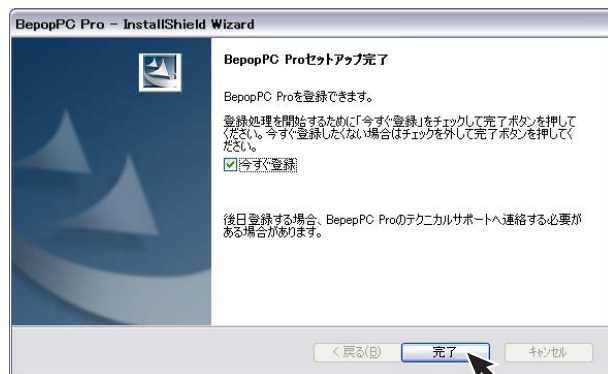 BepopPC Pro - InstallShield Wizard
BepopPC Proセットアップ完了
BepopPC Proを登録できます。
登録処理を開始するために「今すぐ登録」をチェックして完了ボタンを押して
ください。今すぐ登録したくない場合はチェックを外して完了ボタンを押してく
ださい。
今すぐ登録
後日登録する場合、BepepPC Proのテクニカルサポートへ連絡する必要が
ある場合があります。
< 戻る(B)
完了
キャンセル